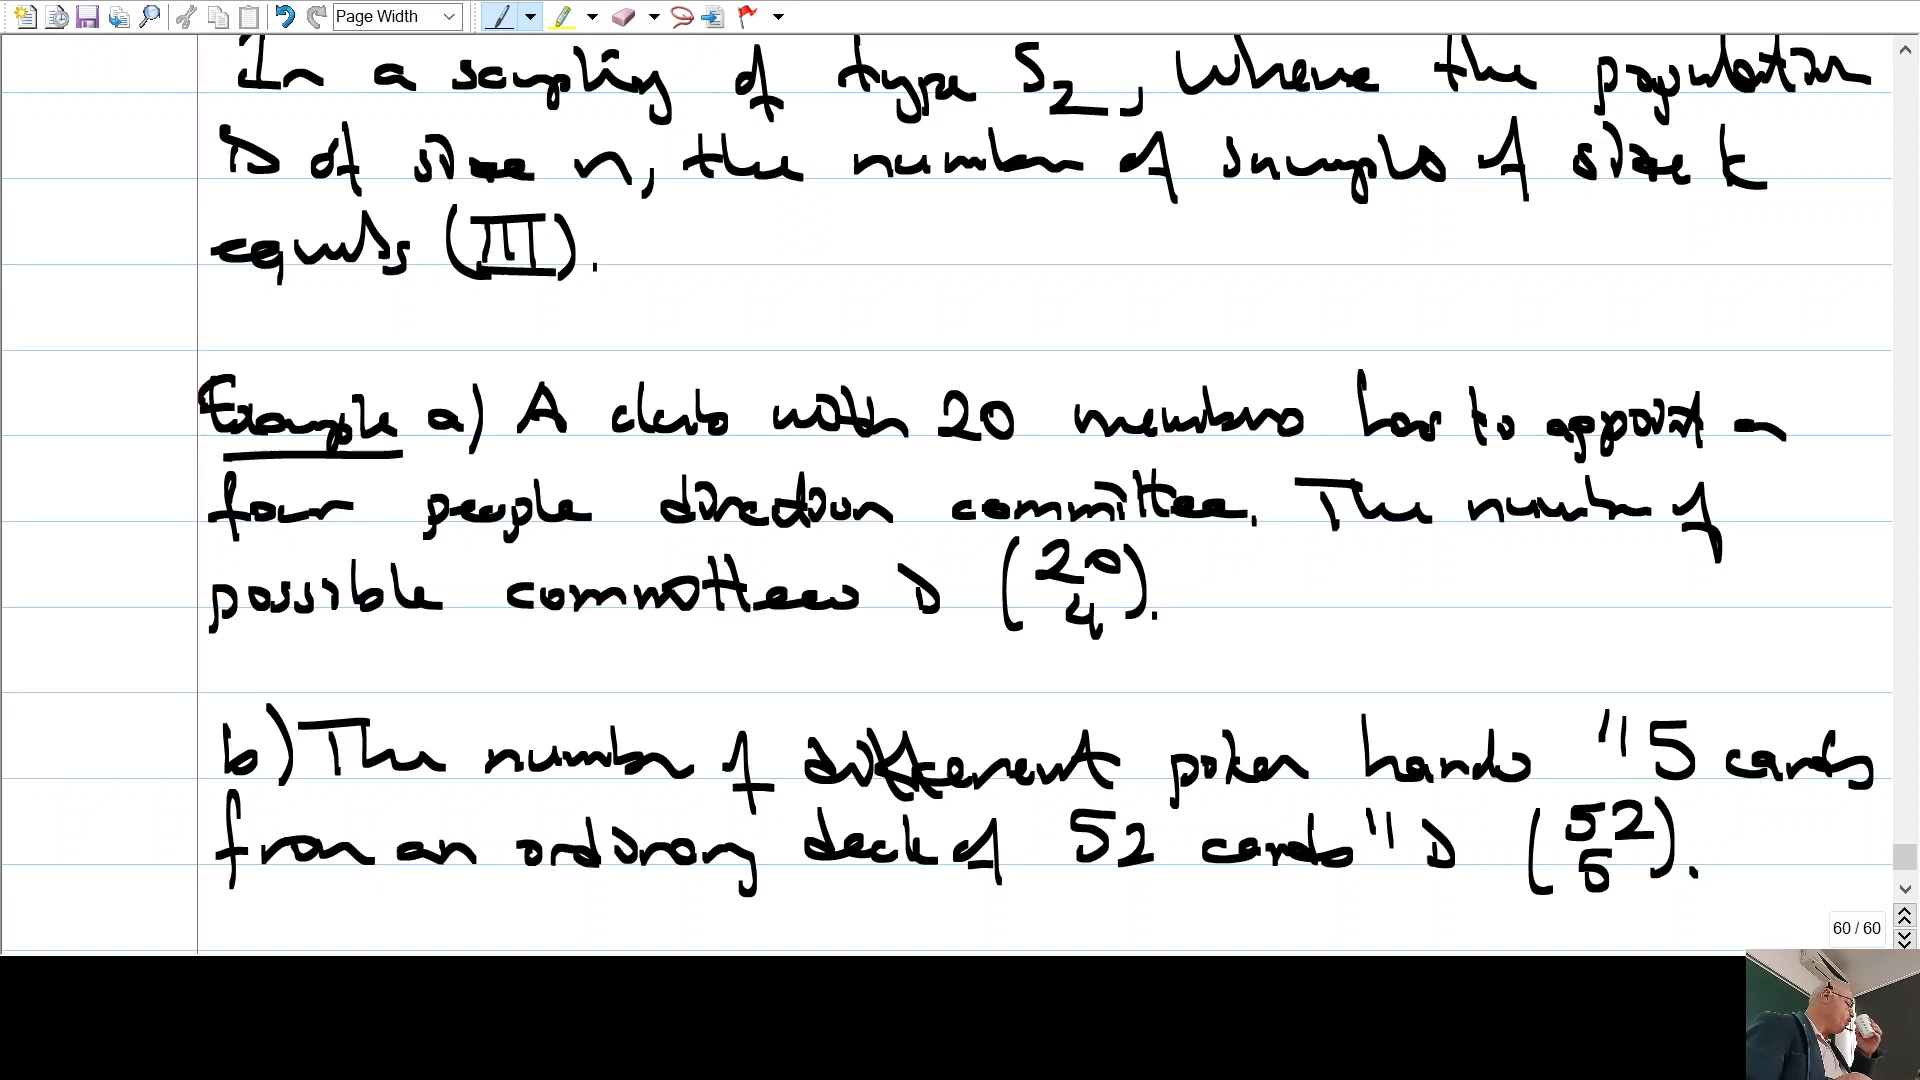 Page Width
In a sampling of type S₂, where the population
is of size n, the number of samples of size k
equals (III).
Example a) A club with 20 members has to appoint a
four people direction committee. The number of
possible committees is (20 4).
b) The number of different poker hands "5 cards
from an ordinary deck of 52 cards" is (52 5).
60 / 60